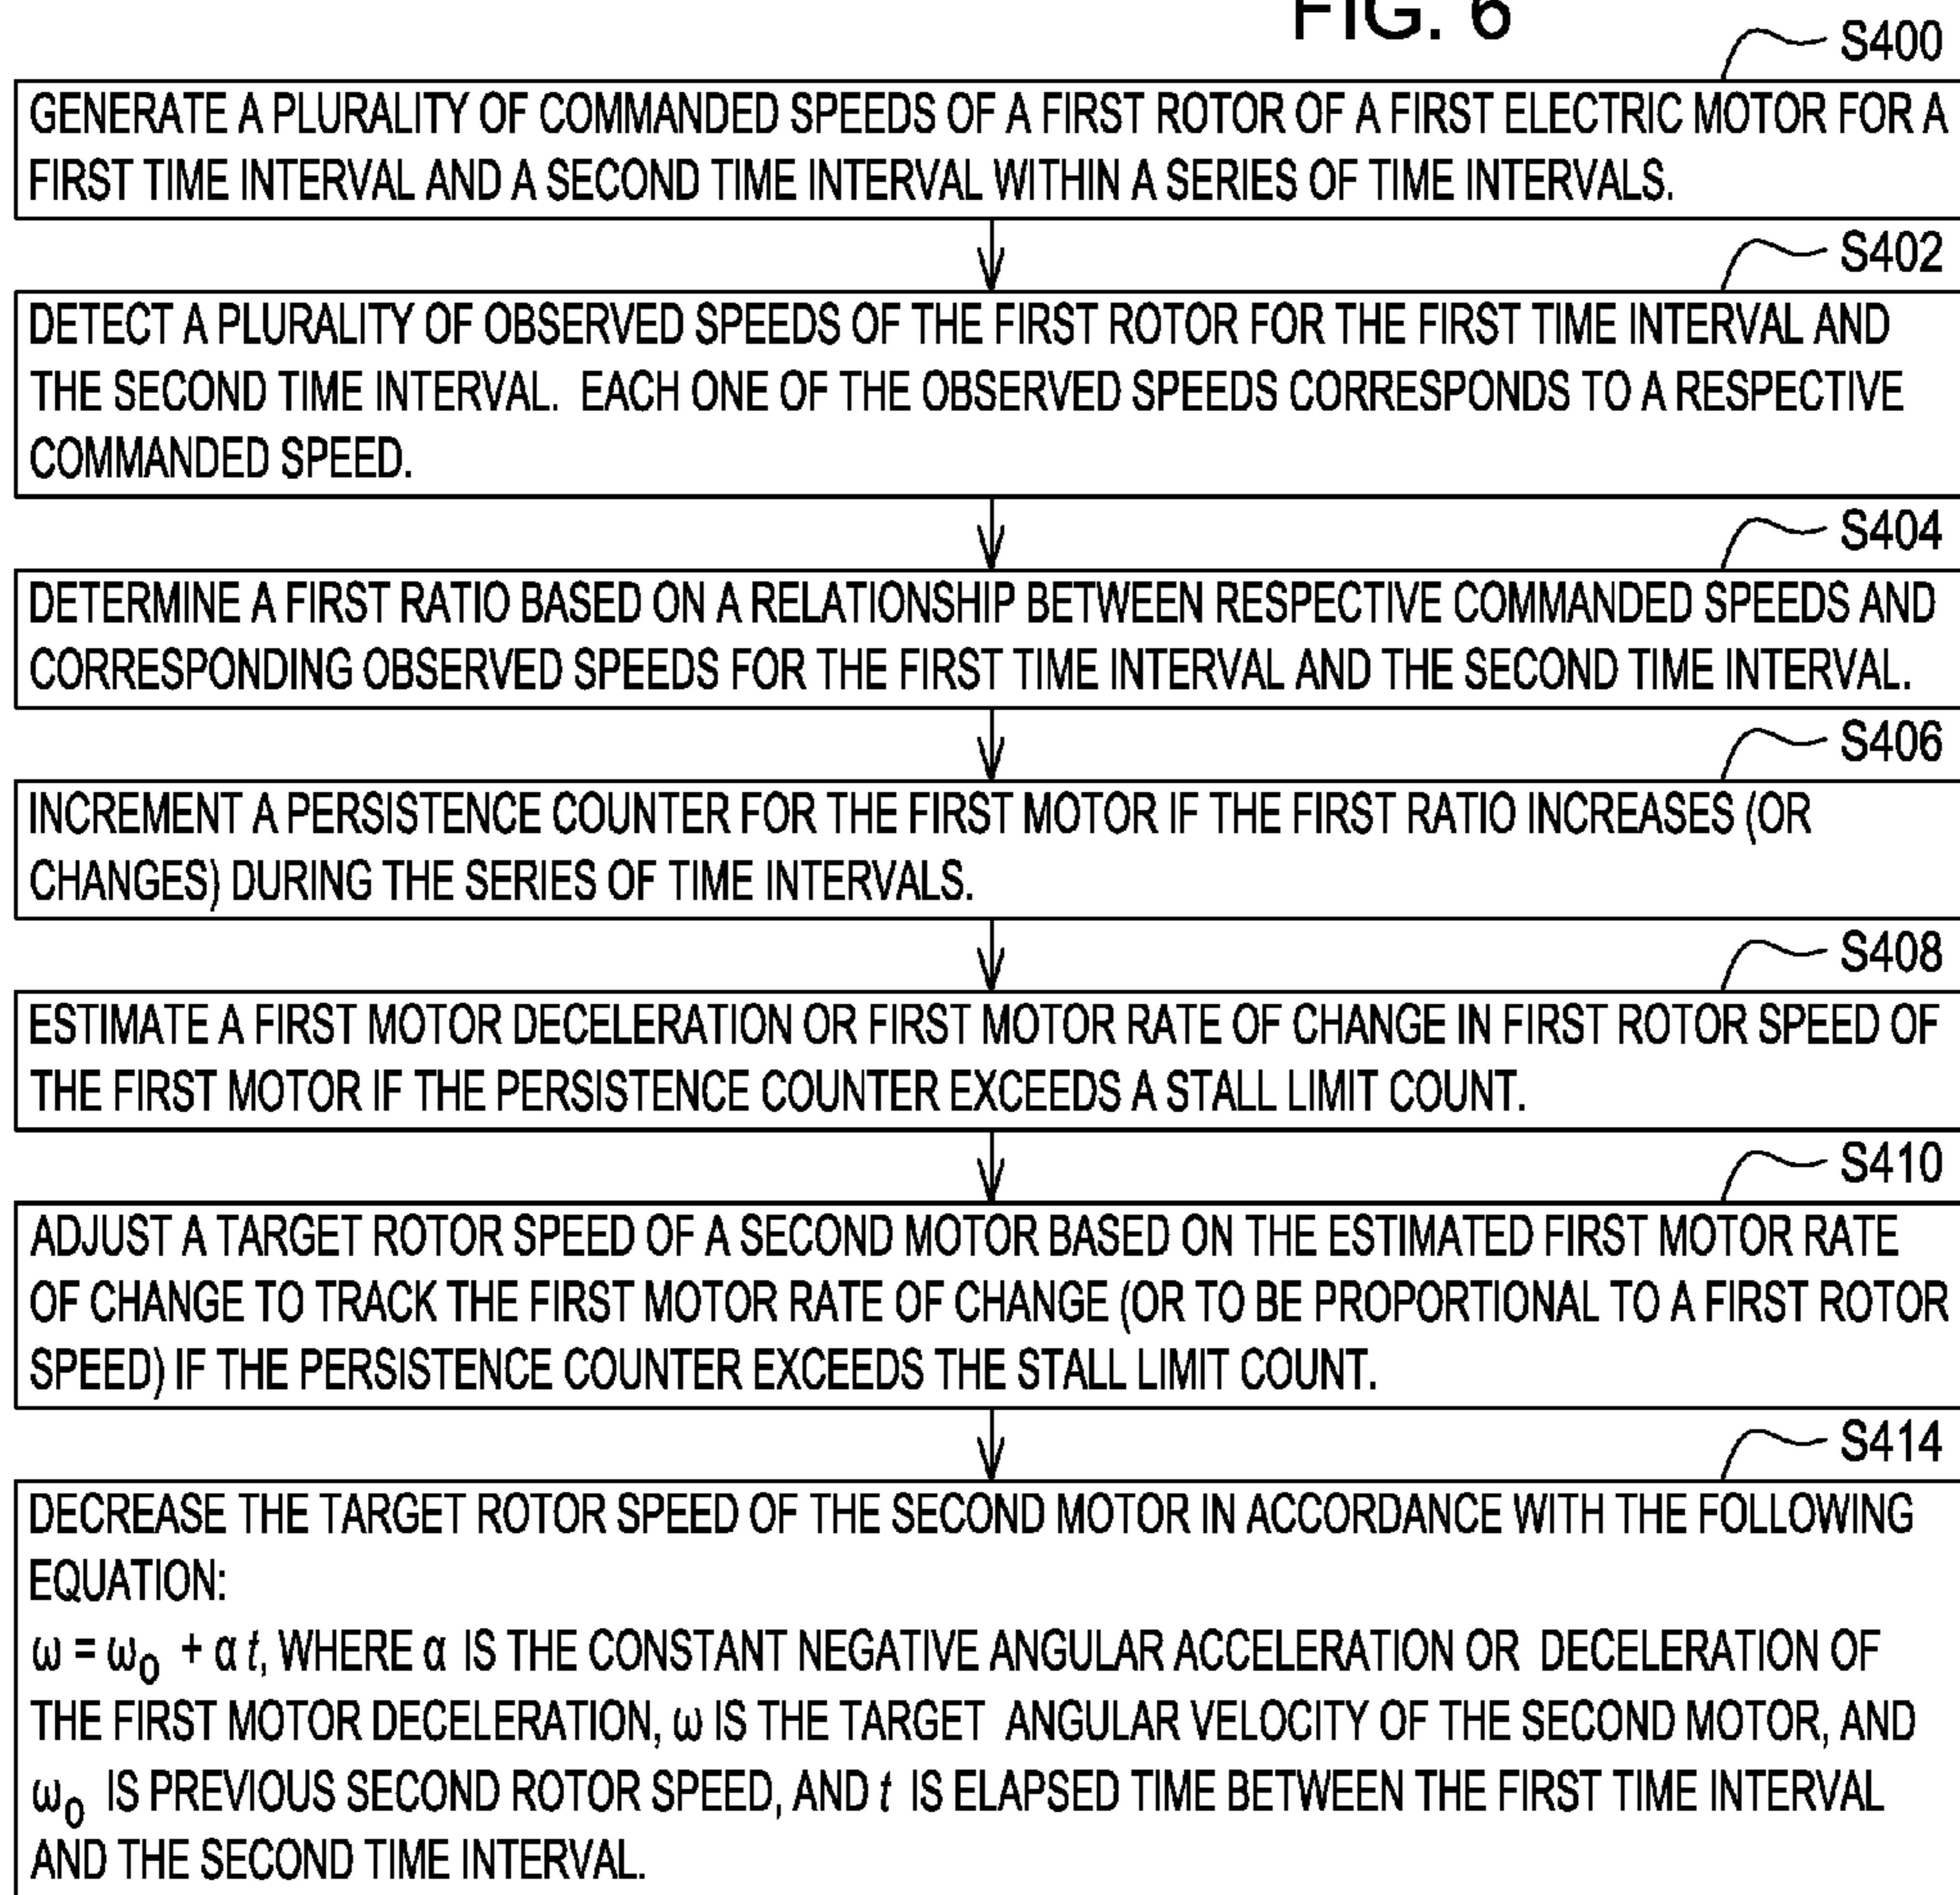 FIG. 6
S400
GENERATE A PLURALITY OF COMMANDED SPEEDS OF A FIRST ROTOR OF A FIRST ELECTRIC MOTOR FOR A
FIRST TIME INTERVAL AND A SECOND TIME INTERVAL WITHIN A SERIES OF TIME INTERVALS.
S402
DETECT A PLURALITY OF OBSERVED SPEEDS OF THE FIRST ROTOR FOR THE FIRST TIME INTERVAL AND
THE SECOND TIME INTERVAL. EACH ONE OF THE OBSERVED SPEEDS CORRESPONDS TO A RESPECTIVE
COMMANDED SPEED.
S404
DETERMINE A FIRST RATIO BASED ON A RELATIONSHIP BETWEEN RESPECTIVE COMMANDED SPEEDS AND
CORRESPONDING OBSERVED SPEEDS FOR THE FIRST TIME INTERVAL AND THE SECOND TIME INTERVAL.
S406
INCREMENT A PERSISTENCE COUNTER FOR THE FIRST MOTOR IF THE FIRST RATIO INCREASES (OR
CHANGES) DURING THE SERIES OF TIME INTERVALS.
S408
ESTIMATE A FIRST MOTOR DECELERATION OR FIRST MOTOR RATE OF CHANGE IN FIRST ROTOR SPEED OF
THE FIRST MOTOR IF THE PERSISTENCE COUNTER EXCEEDS A STALL LIMIT COUNT.
S410
ADJUST A TARGET ROTOR SPEED OF A SECOND MOTOR BASED ON THE ESTIMATED FIRST MOTOR RATE
OF CHANGE TO TRACK THE FIRST MOTOR RATE OF CHANGE (OR TO BE PROPORTIONAL TO A FIRST ROTOR
SPEED) IF THE PERSISTENCE COUNTER EXCEEDS THE STALL LIMIT COUNT.
S414
DECREASE THE TARGET ROTOR SPEED OF THE SECOND MOTOR IN ACCORDANCE WITH THE FOLLOWING
EQUATION:
ω = ω₀ + α t, WHERE α IS THE CONSTANT NEGATIVE ANGULAR ACCELERATION OR DECELERATION OF
THE FIRST MOTOR DECELERATION, ω IS THE TARGET ANGULAR VELOCITY OF THE SECOND MOTOR, AND
ω₀ IS PREVIOUS SECOND ROTOR SPEED, AND t IS ELAPSED TIME BETWEEN THE FIRST TIME INTERVAL
AND THE SECOND TIME INTERVAL.